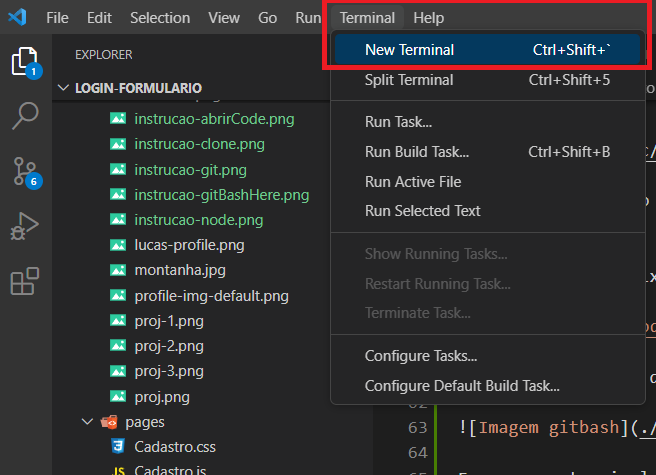 File Edit Selection View Go Run Terminal Help
EXPLORER
LOGIN-FORMULARIO
instrucao-abrirCode.png
instrucao-clone.png
instrucao-git.png
instrucao-gitBashHere.png
instrucao-node.png
lucas-profile.png
montanha.jpg
profile-img-default.png
proj-1.png
proj-2.png
proj-3.png
proj.png
pages
Cadastro.css
JS Cadastro.js
1
6
New Terminal Ctrl+Shift+`
Split Terminal Ctrl+Shift+5
Run Task...
Run Build Task... Ctrl+Shift+B
Run Active File
Run Selected Text
Show Running Tasks...
Restart Running Task...
Terminate Task...
Configure Tasks...
Configure Default Build Task...
63 ![Imagem gitbash](./
64